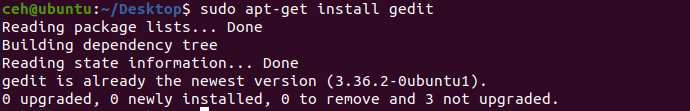 ceh@ubuntu:~/Desktop$ sudo apt-get install gedit
Reading package lists... Done
Building dependency tree
Reading state information... Done
gedit is already the newest version (3.36.2-0ubuntu1).
0 upgraded, 0 newly installed, 0 to remove and 3 not upgraded.